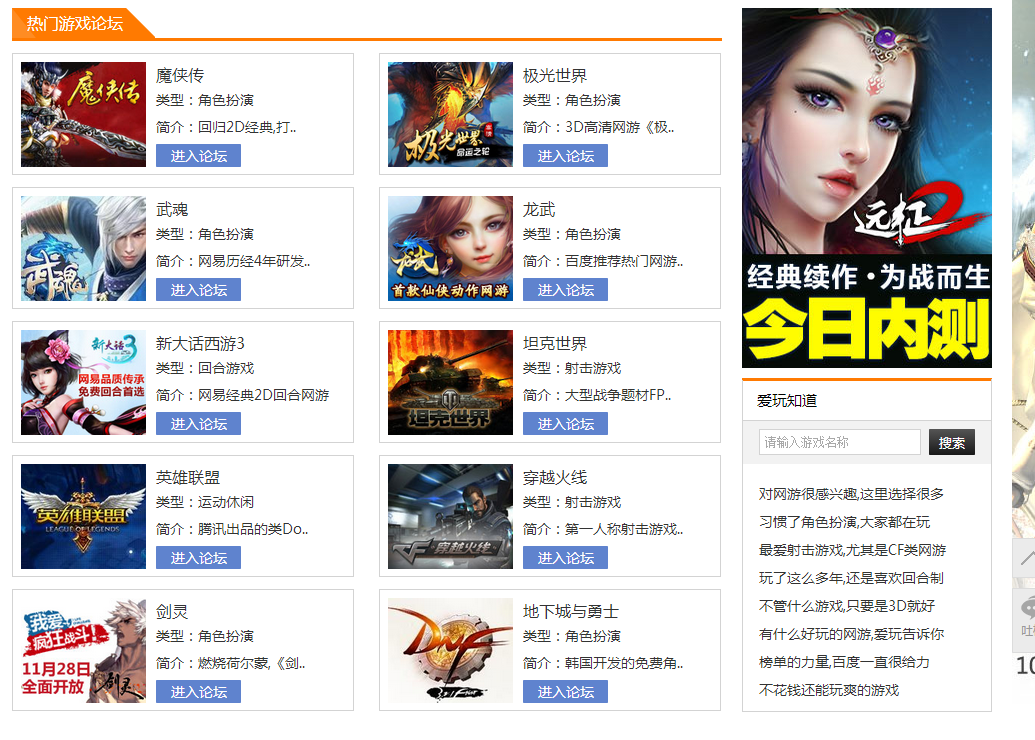 热门游戏论坛
魔侠传
魔侠传
类型：角色扮演
简介：回归2D经典,打..
进入论坛
极光世界
命运之轮
极光世界
类型：角色扮演
简介：3D高清网游《极..
进入论坛
武魂
武魂
类型：角色扮演
简介：网易历经4年研发..
进入论坛
龙武
首款仙侠动作网游
龙武
类型：角色扮演
简介：百度推荐热门网游..
进入论坛
新大话3
网易品质传承
免费回合首选
新大话西游3
类型：回合游戏
简介：网易经典2D回合网游
进入论坛
坦克世界
坦克世界
类型：射击游戏
简介：大型战争题材FP..
进入论坛
英雄联盟
LEAGUE OF LEGENDS
英雄联盟
类型：运动休闲
简介：腾讯出品的类Do..
进入论坛
CF 穿越火线
穿越火线
类型：射击游戏
简介：第一人称射击游戏..
进入论坛
我爱
疯狂战斗！
11月28日
全面开放
剑灵
剑灵
类型：角色扮演
简介：燃烧荷尔蒙,《剑..
进入论坛
DNF
地下城与勇士
类型：角色扮演
简介：韩国开发的免费角..
进入论坛
远征2
经典续作·为战而生
今日内测
爱玩知道
请输入游戏名称
搜索
对网游很感兴趣,这里选择很多
习惯了角色扮演,大家都在玩
最爱射击游戏,尤其是CF类网游
玩了这么多年,还是喜欢回合制
不管什么游戏,只要是3D就好
有什么好玩的网游,爱玩告诉你
榜单的力量,百度一直很给力
不花钱还能玩爽的游戏
吐
10